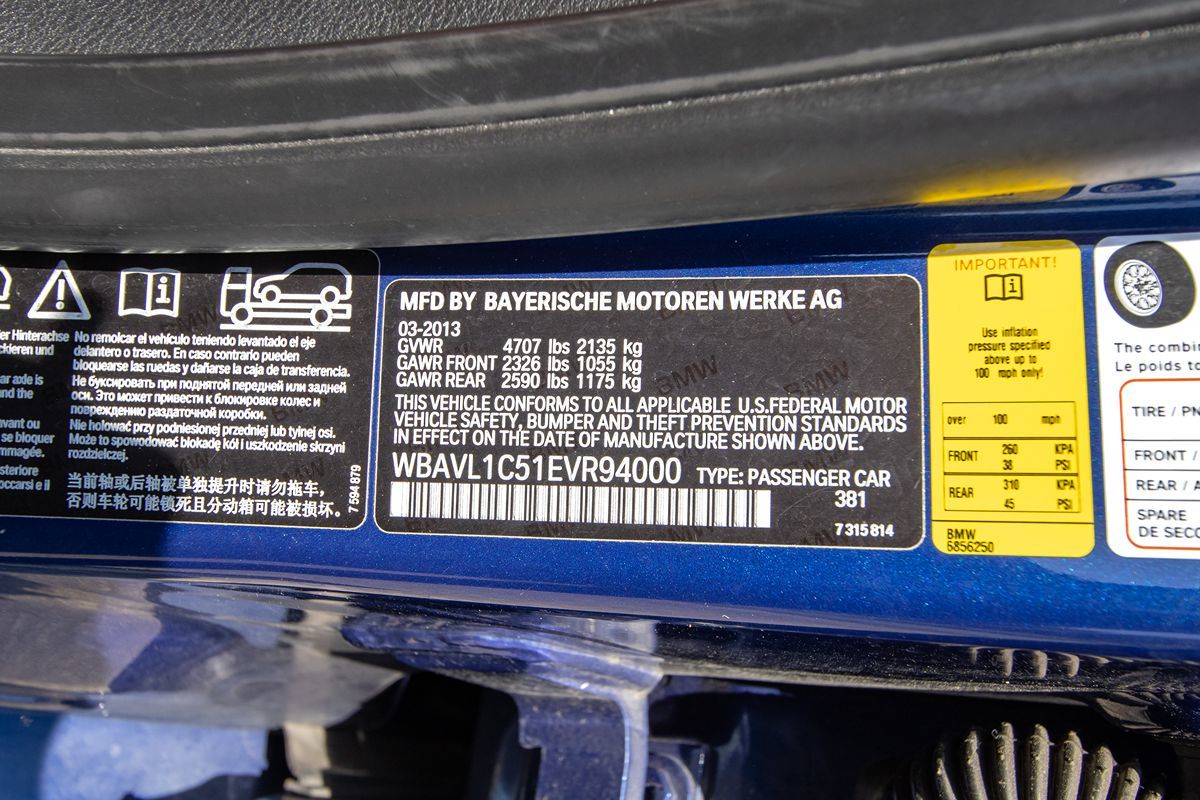 er Hinterachse
ckieren und
ar axle is
and the
uvant ou
se bloquer
mmagée.
steriore
occarsi e il
No remolcar el vehículo teniendo levantado el eje
delantero o trasero. En caso contrario pueden
bloquearse las ruedas y dañarse la caja de transferencia.
Не буксировать при поднятой передней или задней
оси. Это может привести к блокировке колес и
повреждению раздаточной коробки.
Nie holować przy podniesionej przedniej lub tylnej osi.
Może to spowodować blokadę kół i uszkodzenie skrzyni
rozdzielczej.
当前轴或后轴被单独提升时请勿拖车,
否则车轮可能锁死且分动箱可能被损坏。
7 594 879
MFD BY BAYERISCHE MOTOREN WERKE AG
03-2013
GVWR 4707 lbs 2135 kg
GAWR FRONT 2326 lbs 1055 kg
GAWR REAR 2590 lbs 1175 kg
THIS VEHICLE CONFORMS TO ALL APPLICABLE U.S.FEDERAL MOTOR
VEHICLE SAFETY, BUMPER AND THEFT PREVENTION STANDARDS
IN EFFECT ON THE DATE OF MANUFACTURE SHOWN ABOVE.
WBAVL1C51EVR94000 TYPE: PASSENGER CAR
381
7 315 814
IMPORTANT!
Use inflation
pressure specified
above up to
100 mph only!
over 100 mph
FRONT 260 KPA
38 PSI
REAR 310 KPA
45 PSI
BMW
6856250
The combin
Le poids to
TIRE / PN
FRONT /
REAR / A
SPARE
DE SECO